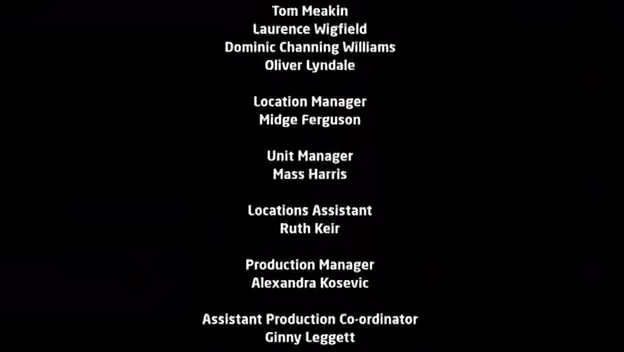 Tom Meakin
Laurence Wigfield
Dominic Channing Williams
Oliver Lyndale
Location Manager
Midge Ferguson
Unit Manager
Mass Harris
Locations Assistant
Ruth Keir
Production Manager
Alexandra Kosevic
Assistant Production Co-ordinator
Ginny Leggett